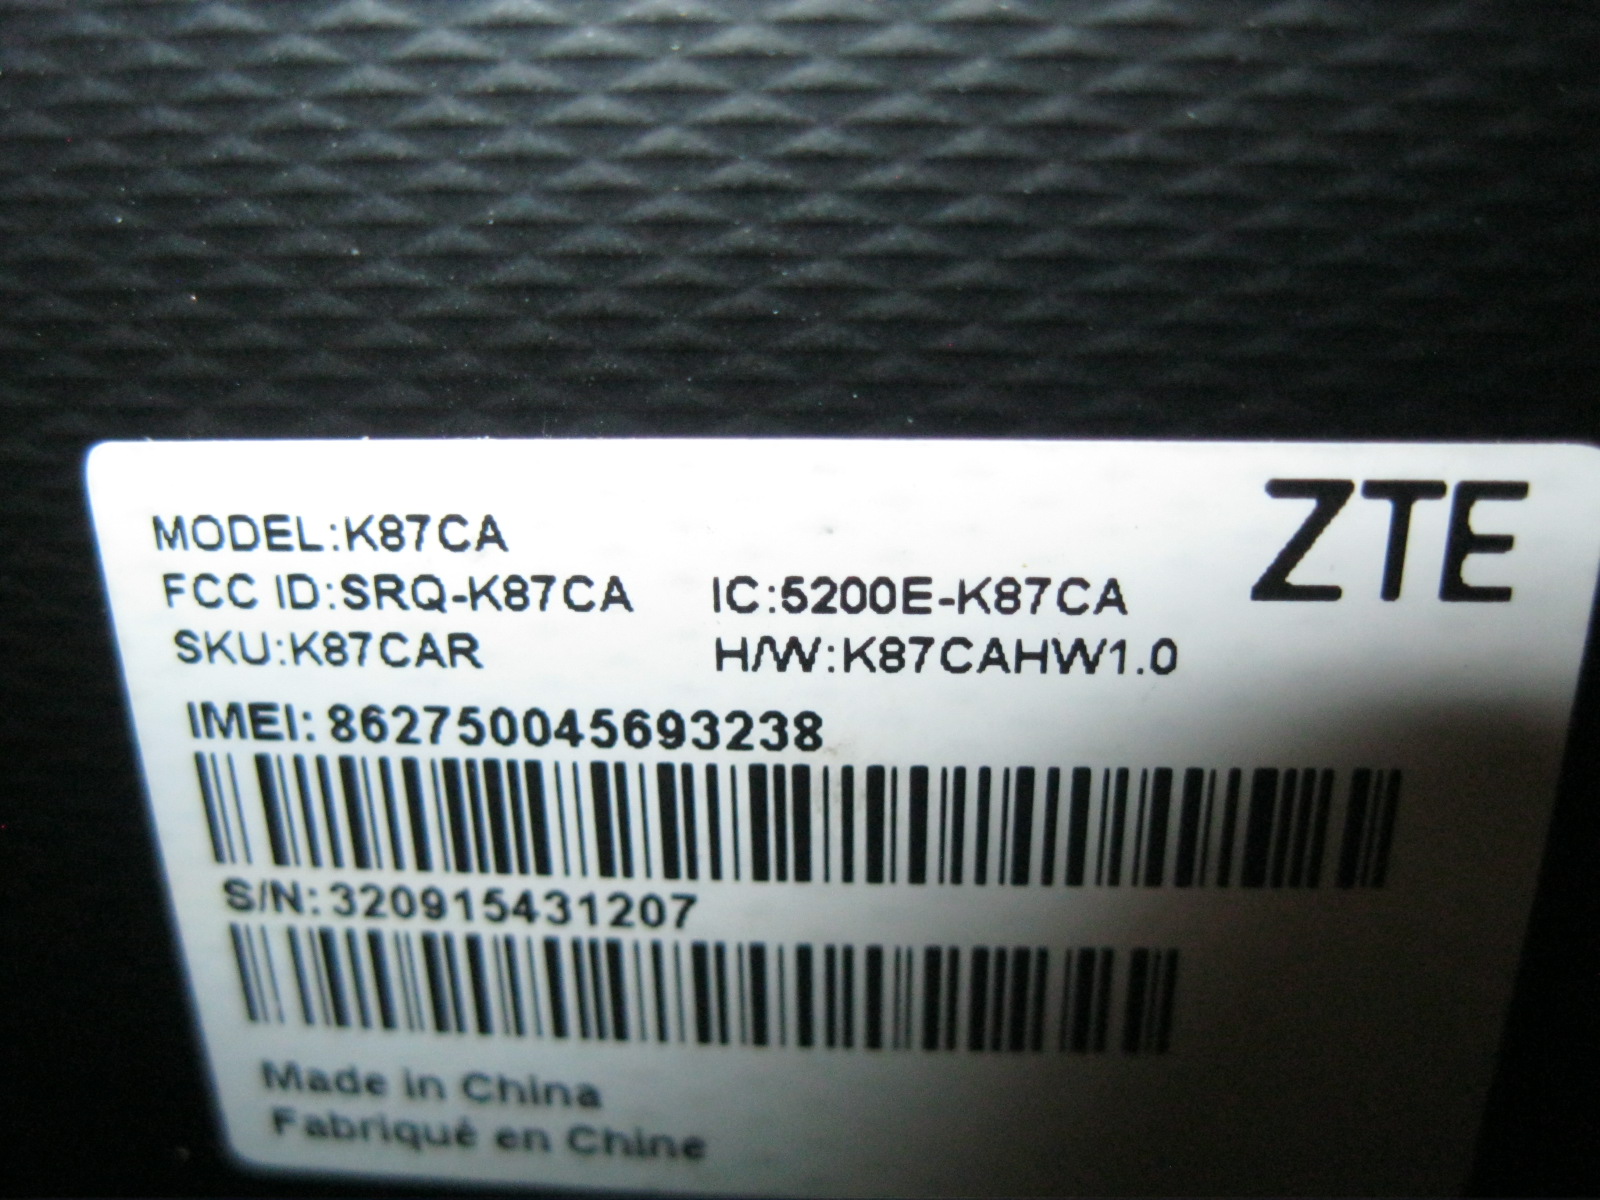 ZTE
MODEL:K87CA
FCC ID:SRQ-K87CA IC:5200E-K87CA
SKU:K87CAR H/W:K87CAHW1.0
IMEI: 862750045693238
S/N: 320915431207
Made in China
Fabriqué en Chine